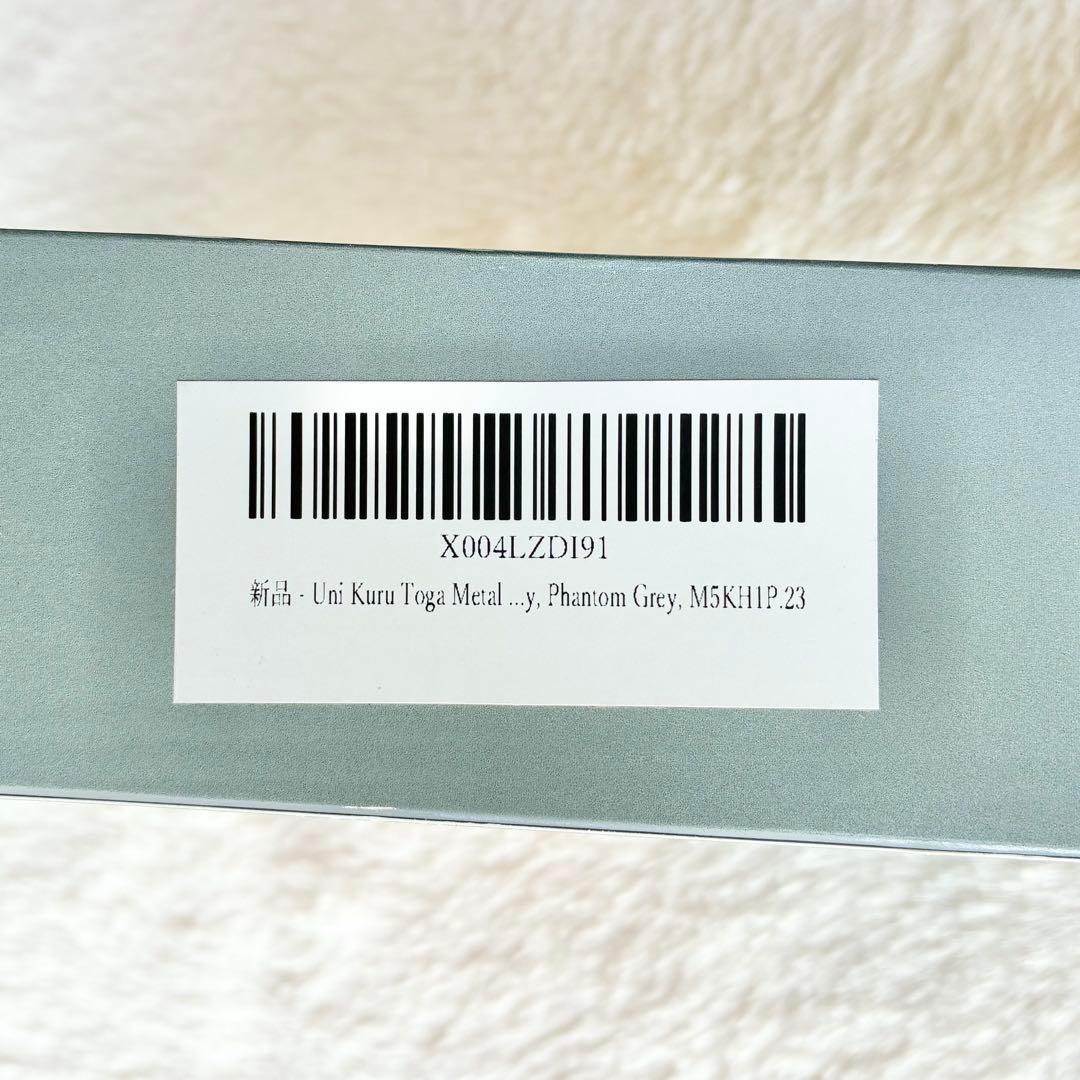 X004LZDI91
新品 - Uni Kuru Toga Metal ...y, Phantom Grey, M5KH1P.23